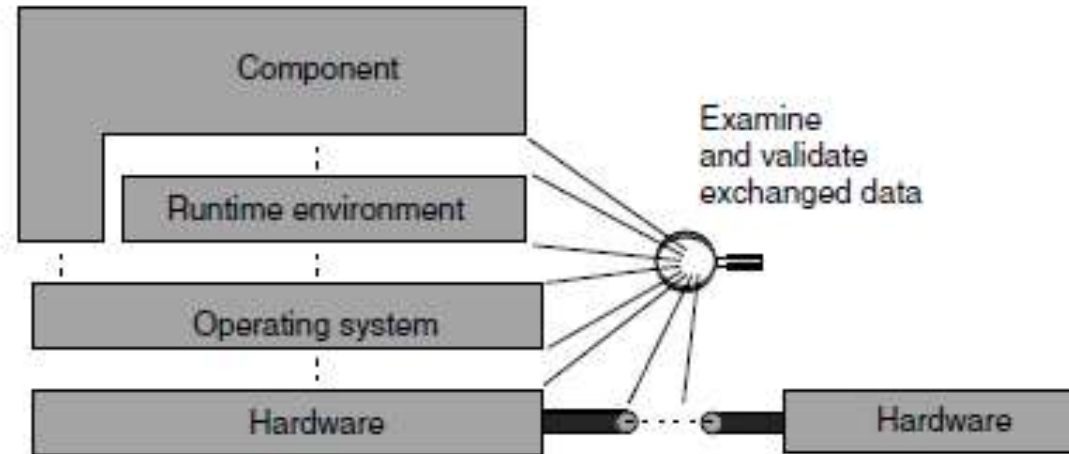 Component
Examine
and validate
exchanged data
Runtime environment
Operating system
Hardware
Hardware